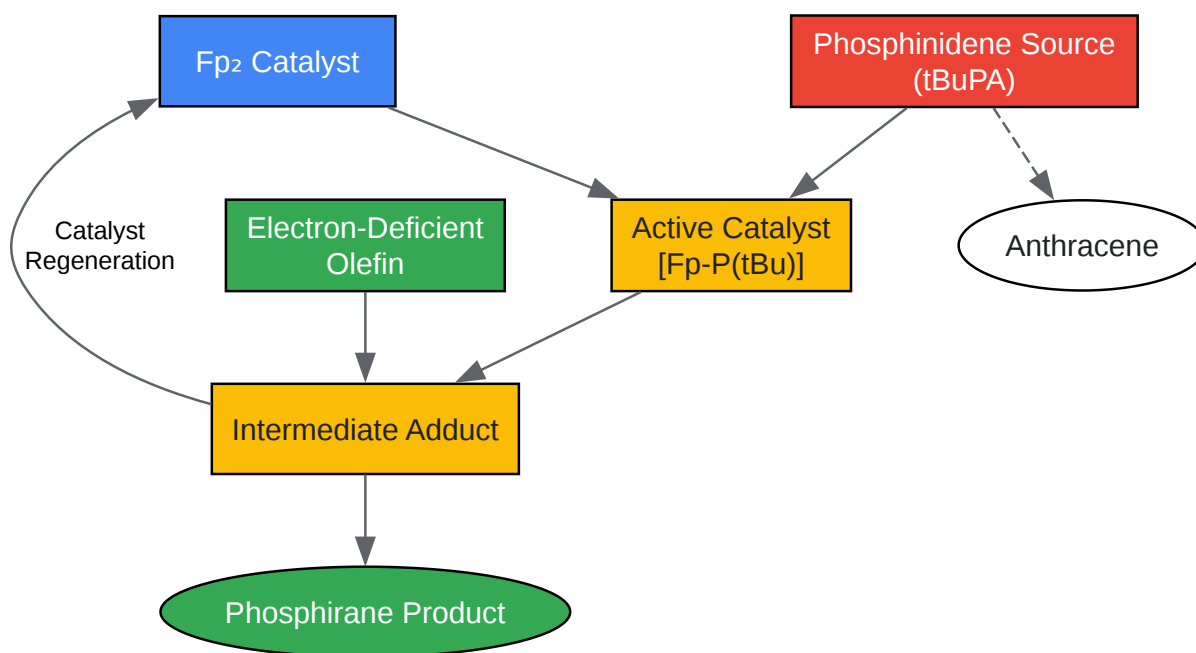 Fp₂ Catalyst
Phosphinidene Source
(tBuPA)
Catalyst
Regeneration
Electron-Deficient
Olefin
Active Catalyst
[Fp-P(tBu)]
Anthracene
Intermediate Adduct
Phosphirane Product